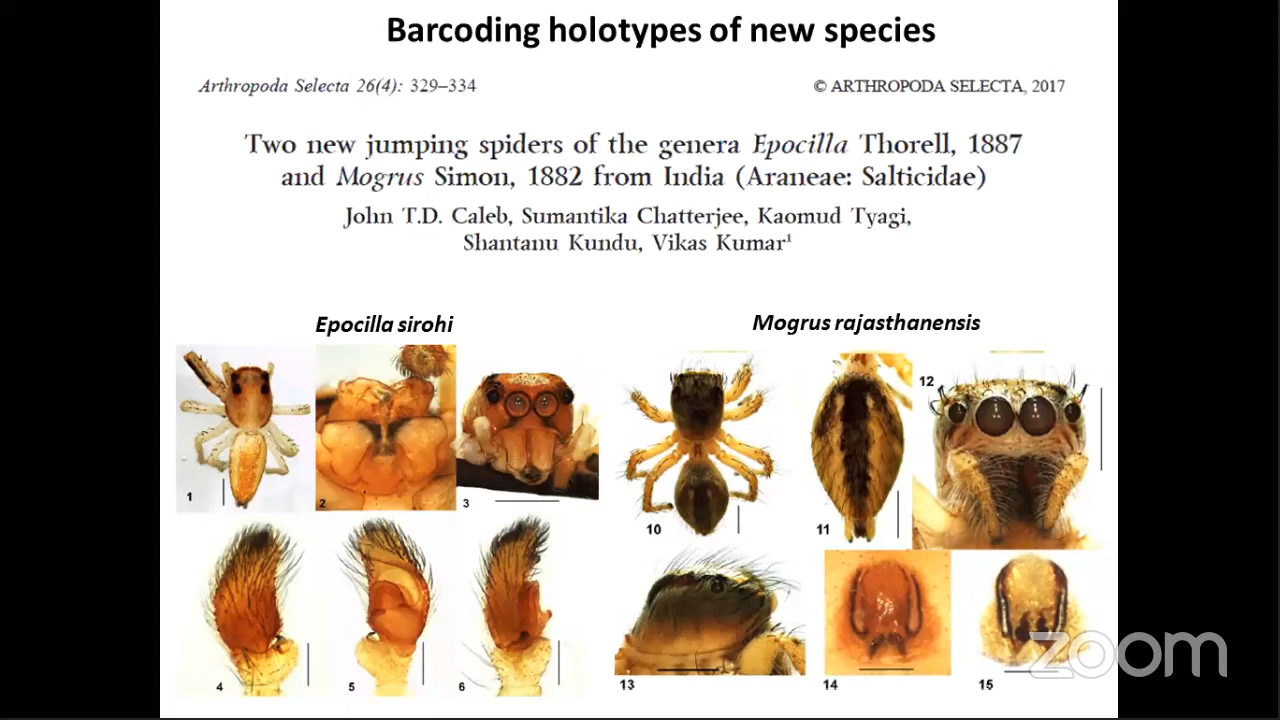 Barcoding holotypes of new species
Arthropoda Selecta 26(4): 329–334
© ARTHROPODA SELECTA, 2017
Two new jumping spiders of the genera Epocilla Thorell, 1887
and Mogrus Simon, 1882 from India (Araneae: Salticidae)
John T.D. Caleb, Sumantika Chatterjee, Kaomud Tyagi,
Shantanu Kundu, Vikas Kumar¹
Epocilla sirohi
Mogrus rajasthanensis
1
2
3
10
11
12
4
5
6
13
14
15
zoom